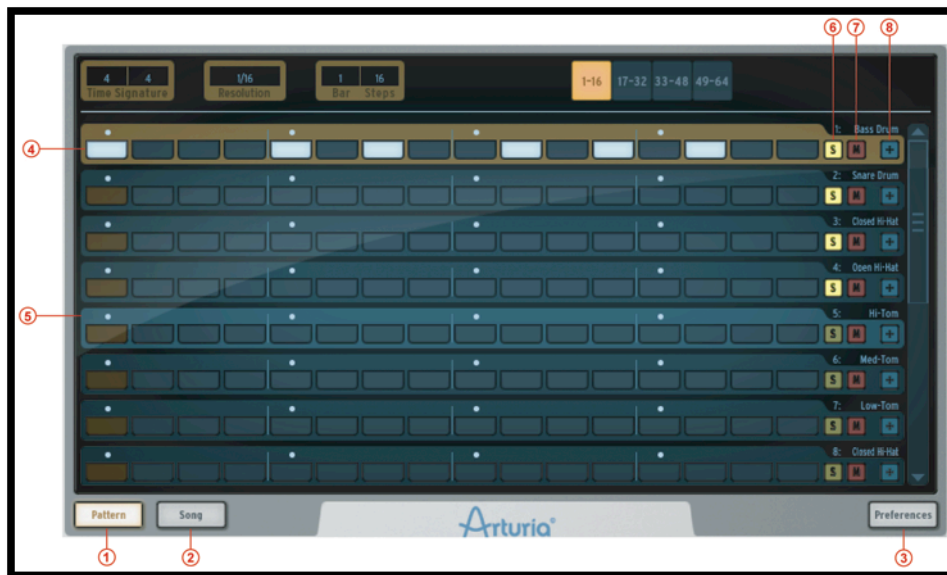 6 7 8
4 4 1/16 1 16 1-16 17-32 33-48 49-64
Time Signature Resolution Bar Steps
1: Bass Drum
4 S M +
2: Snare Drum
S M +
3: Closed Hi-Hat
S M +
4: Open Hi-Hat
S M +
5 5: Hi-Tom
S M +
6: Med-Tom
S M +
7: Low-Tom
S M +
8: Closed Hi-Hat
S M +
Pattern Song Arturia® Preferences
1 2 3